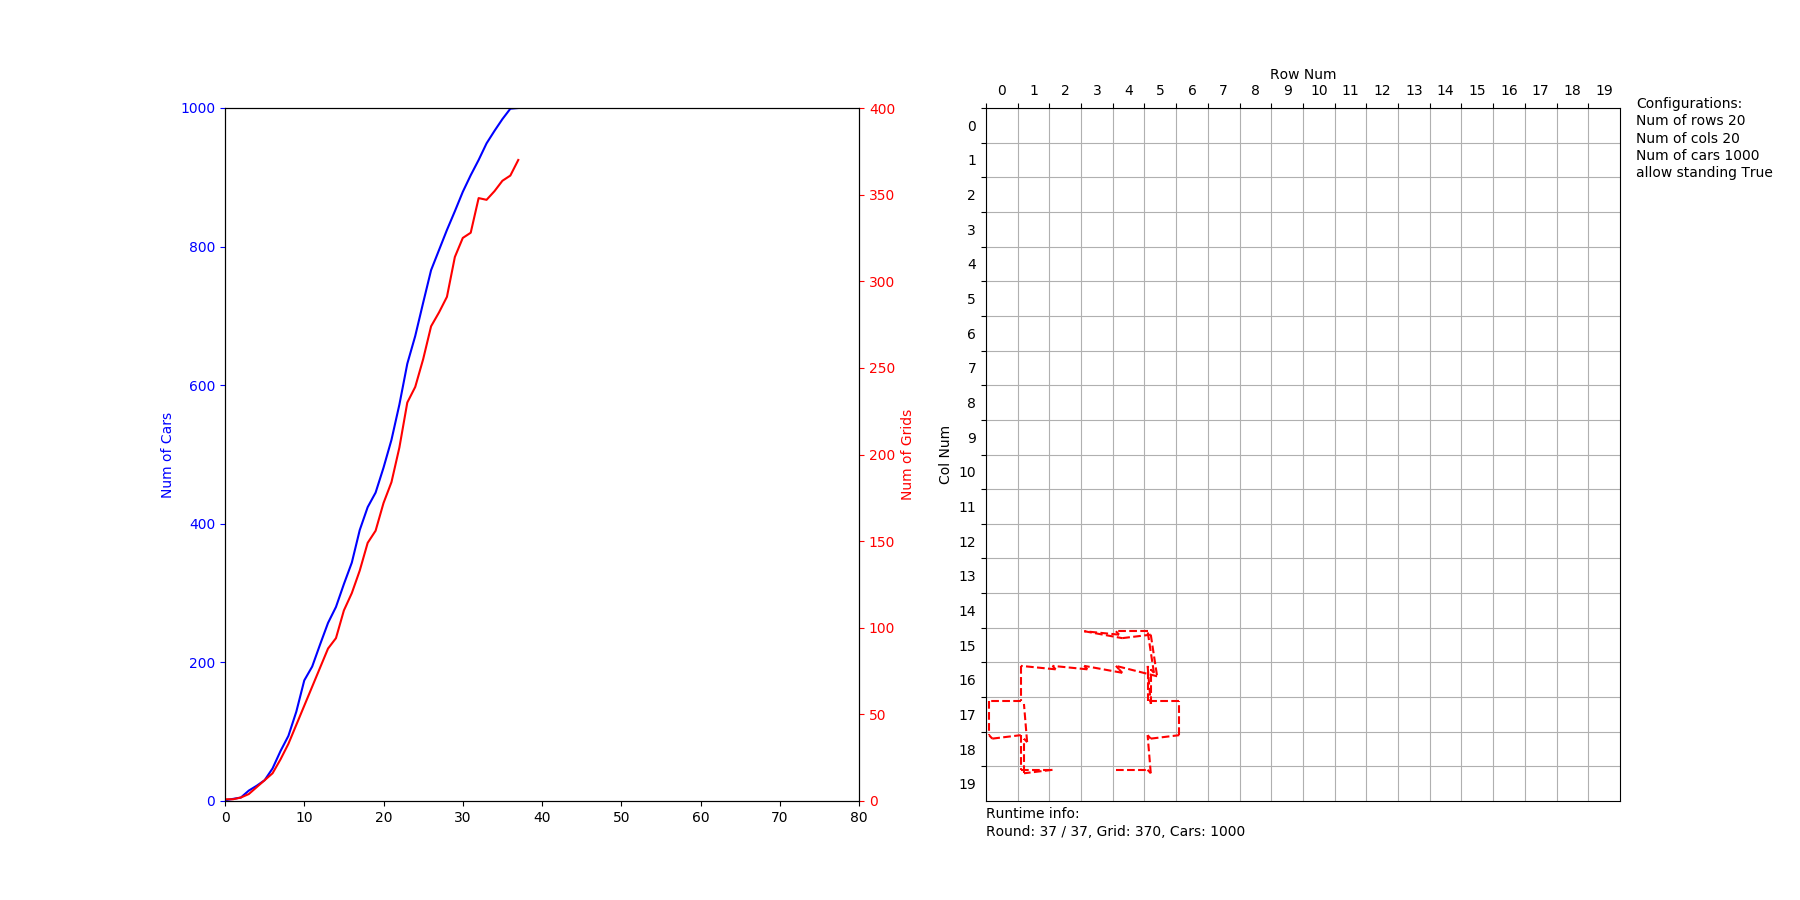 1000
800
600
400
200
0
Num of Cars
0 10 20 30 40 50 60 70 80
400
350
300
250
200
150
100
50
0
Num of Grids
Row Num
0 1 2 3 4 5 6 7 8 9 10 11 12 13 14 15 16 17 18 19
Col Num
0
1
2
3
4
5
6
7
8
9
10
11
12
13
14
15
16
17
18
19
Configurations:
Num of rows 20
Num of cols 20
Num of cars 1000
allow standing True
Runtime info:
Round: 37 / 37, Grid: 370, Cars: 1000